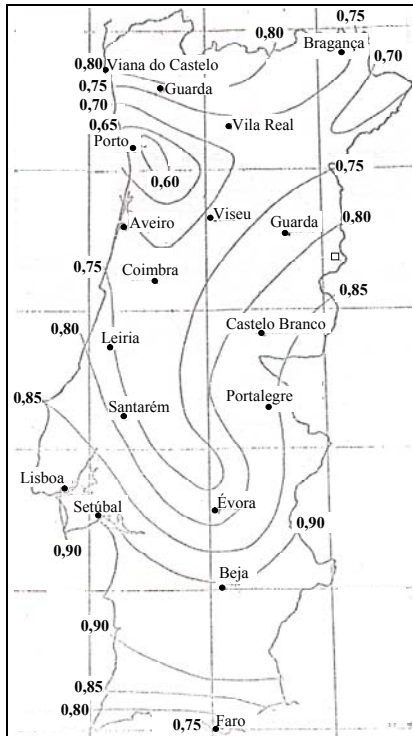 0,75
Bragança
0,80
0,80
Viana do Castelo
0,70
0,75
Guarda
0,70
0,65
Vila Real
Porto
0,75
0,60
Viseu
Guarda
0,80
Aveiro
0,75
Coimbra
0,85
0,80
Castelo Branco
Leiria
Portalegre
0,85
Santarém
Lisboa
Évora
Setúbal
0,90
0,90
Beja
0,90
0,85
0,80
0,75
Faro